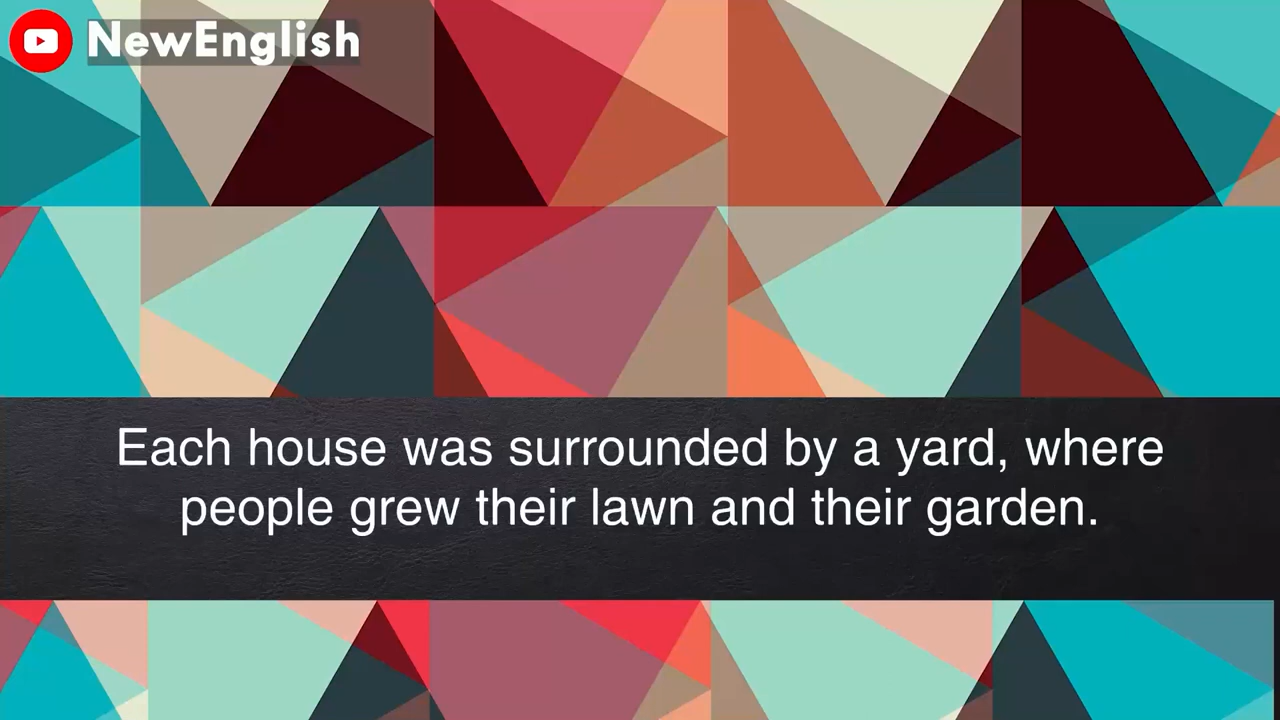 NewEnglish
Each house was surrounded by a yard, where
people grew their lawn and their garden.